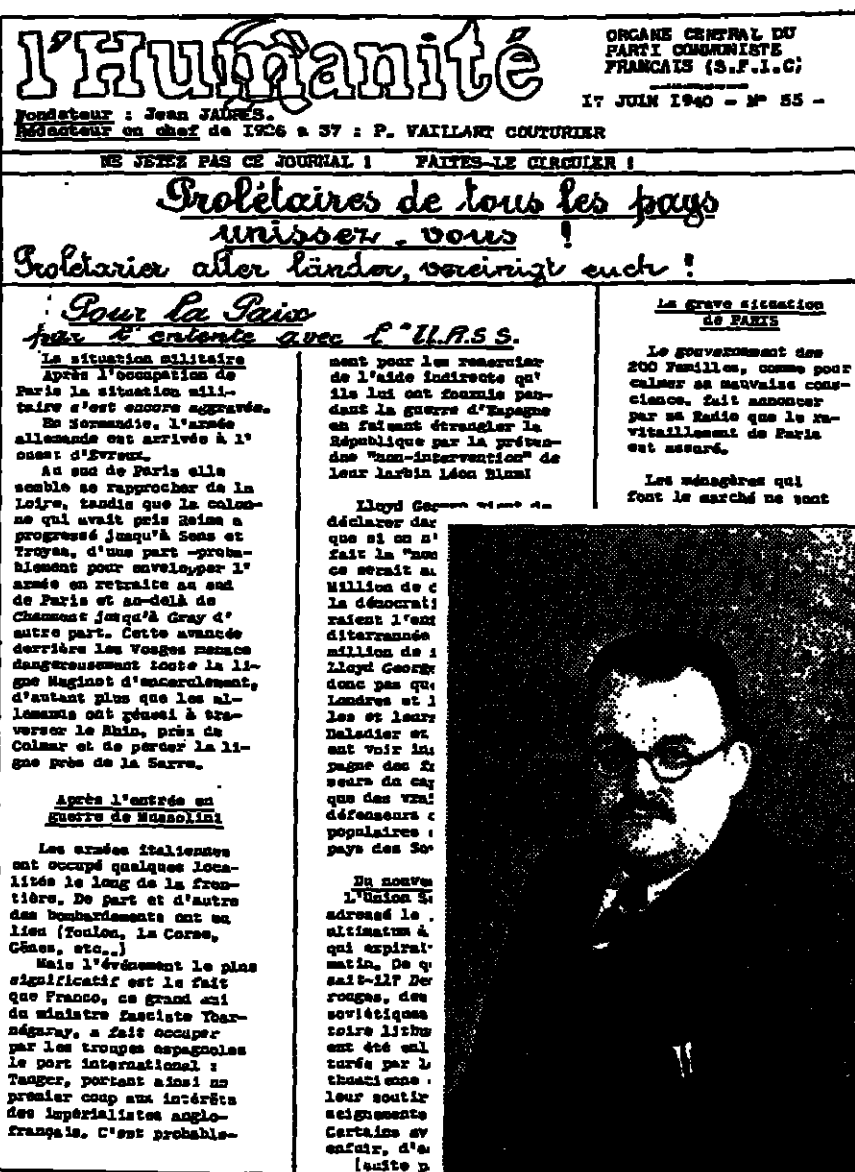 l'Humanité
ORGANE CENTRAL DU
PARTI COMMUNISTE
FRANCAIS (S.F.I.C)
17 JUIN 1940 - N° 55 -
Fondateur : Jean JAURES.
Rédacteur en chef de 1926 a 37 : P. VAILLART COUTURIER
NE JETEZ PAS CE JOURNAL ! FAITES-LE CIRCULER !
Prolétaires de tous les pays
unissez-vous !
Proletarier aller länder, vereinigt euch !
Pour la Paix
par l'entente avec l'U.R.S.S.
La situation militaire
Après l'occupation de
Paris la situation mili-
taire s'est encore aggravée.
En Normandie, l'armée
allemande est arrivée à l'
ouest d'Evreux.
Au sud de Paris elle
semble se rapprocher de la
Loire, tandis que la colon-
ne qui avait pris Reims a
progressé jusqu'à Sens et
Troyes, d'une part -proba-
blement pour envelopper l'
armée en retraite au sud
de Paris et au-delà de
Chaumont jusqu'à Gray d'
autre part. Cette avancée
derrière les Vosges menace
dangereusement toute la li-
gne Maginot d'encerclement,
d'autant plus que les al-
lemands ont réussi à tra-
verser le Rhin, près de
Colmar et de percer la li-
gne près de la Sarre.
Après l'entrée en
guerre de Mussolini
Les armées italiennes
ont occupé quelques loca-
lités le long de la fron-
tière. De part et d'autre
des bombardements ont eu
lieu (Toulon, La Corse,
Gênes, etc..)
Mais l'événement le plus
significatif est le fait
que Franco, ce grand ami
du ministre fasciste Ybar-
négaray, a fait occuper
par les troupes espagnoles
le port international :
Tanger, portant ainsi un
premier coup aux intérêts
des impérialistes anglo-
français. C'est probable-
ment pour les remercier
de l'aide indirecte qu'
ils lui ont fournie pen-
dant la guerre d'Espagne
en faisant étrangler la
République par la préten-
due "non-intervention" de
leur larbin Léon Blum!
Lloyd George vient de
déclarer dan
que si on n'
fait la "non
ce serait au
Million de c
la démocrati
raient l'ent
diterrannée
million de i
Lloyd George
donc pas que
Londres et l
les et leurs
Daladier et
ent voir
pagne des
seurs du cap
que des vrai
défenseurs c
populaires
pays des So
Du nouve
L'Union S
adressé le
ultimatum à
qui expirai
matin. De qu
sait-il? De
rouges, des
soviétiques
toire lithu
ont été enl
turés par l
thuanienne
leur soutir
seignements
Certains
enfuir, d'a
(suite p
La grave situation
de PARIS
Le gouvernement des
200 Familles, comme pour
calmer sa mauvaise cons-
cience, fait annoncer
par sa Radio que le ra-
vitaillement de Paris
est assuré.
Les ménagères qui
font le marché ne sont